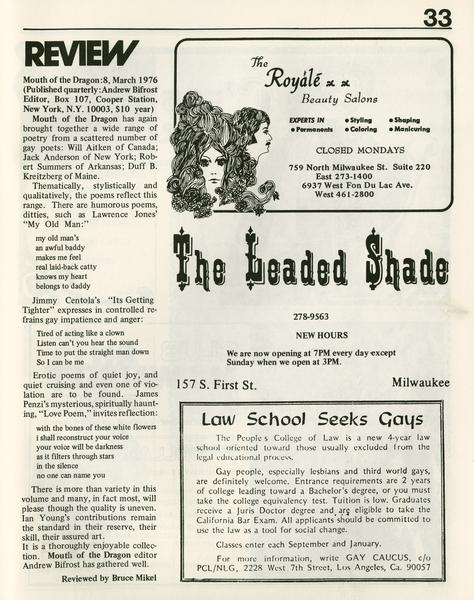 33
REVIEW
Mouth of the Dragon:8, March 1976
(Published quarterly:Andrew Bifrost
Editor, Box 107, Cooper Station,
New York, N.Y. 10003, $10 year)
Mouth of the Dragon has again
brought together a wide range of
poetry from a scattered number of
gay poets: Will Aitken of Canada;
Jack Anderson of New York; Rob-
ert Summers of Arkansas; Duff B.
Kreitzberg of Maine.
Thematically, stylistically and
qualitatively, the poems reflect this
range. There are humorous poems,
ditties, such as Lawrence Jones'
"My Old Man:"
my old man's
an awful baddy
makes me feel
real laid-back catty
knows my heart
belongs to daddy
Jimmy Centola's "Its Getting
Tighter" expresses in controlled re-
frains gay impatience and anger:
Tired of acting like a clown
Listen can't you hear the sound
Time to put the straight man down
So I can be me
Erotic poems of quiet joy, and
quiet cruising and even one of vio-
lation are to be found. James
Penzi's mysterious, spiritually haunt-
ing, "Love Poem," invites reflection:
with the bones of these white flowers
i shall reconstruct your voice
your voice will be darkness
as it filters through stars
in the silence
no one can name you
There is more than variety in this
volume and many, in fact most, will
please though the quality is uneven.
Ian Young's contributions remain
the standard in their reserve, their
skill, their assured art.
It is a thoroughly enjoyable collec-
tion. Mouth of the Dragon editor
Andrew Bifrost has gathered well.
Reviewed by Bruce Mikel
The
Royálé
Beauty Salons
EXPERTS IN • Styling • Shaping
• Permanents • Coloring • Manicuring
CLOSED MONDAYS
759 North Milwaukee St. Suite 220
East 273-1400
6937 West Fon Du Lac Ave.
West 461-2800
The Leaded Shade
278-9563
NEW HOURS
We are now opening at 7PM every day except
Sunday when we open at 3PM.
157 S. First St. Milwaukee
Law School Seeks Gays
The People's College of Law is a new 4-year law
school oriented toward those usually excluded from the
legal educational process.
Gay people, especially lesbians and third world gays,
are definitely welcome. Entrance requirements are 2
years of college leading toward a Bachelor's degree, or you must
take the college equivalency test. Tuition is low. Graduates
receive a Juris Doctor degree and are eligible to take the
California Bar Exam. All applicants should be committed to
use the law as a tool for social change.
Classes enter each September and January.
For more information, write GAY CAUCUS, c/o
PCL/NLG, 2228 West 7th Street, Los Angeles, Ca. 90057